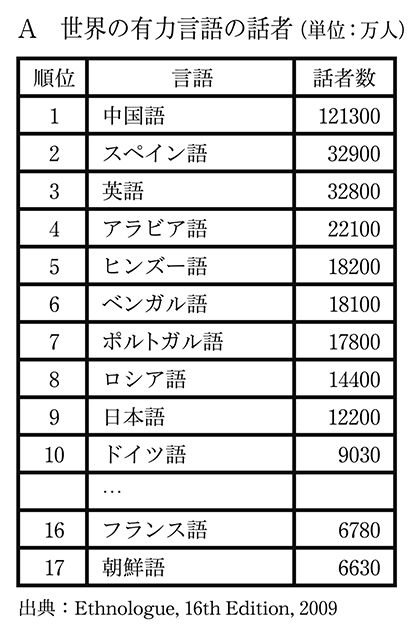 A 世界の有力言語の話者(単位:万人)
順位 言語 話者数
1 中国語 121300
2 スペイン語 32900
3 英語 32800
4 アラビア語 22100
5 ヒンズー語 18200
6 ベンガル語 18100
7 ポルトガル語 17800
8 ロシア語 14400
9 日本語 12200
10 ドイツ語 9030
…
16 フランス語 6780
17 朝鮮語 6630
出典:Ethnologue, 16th Edition, 2009